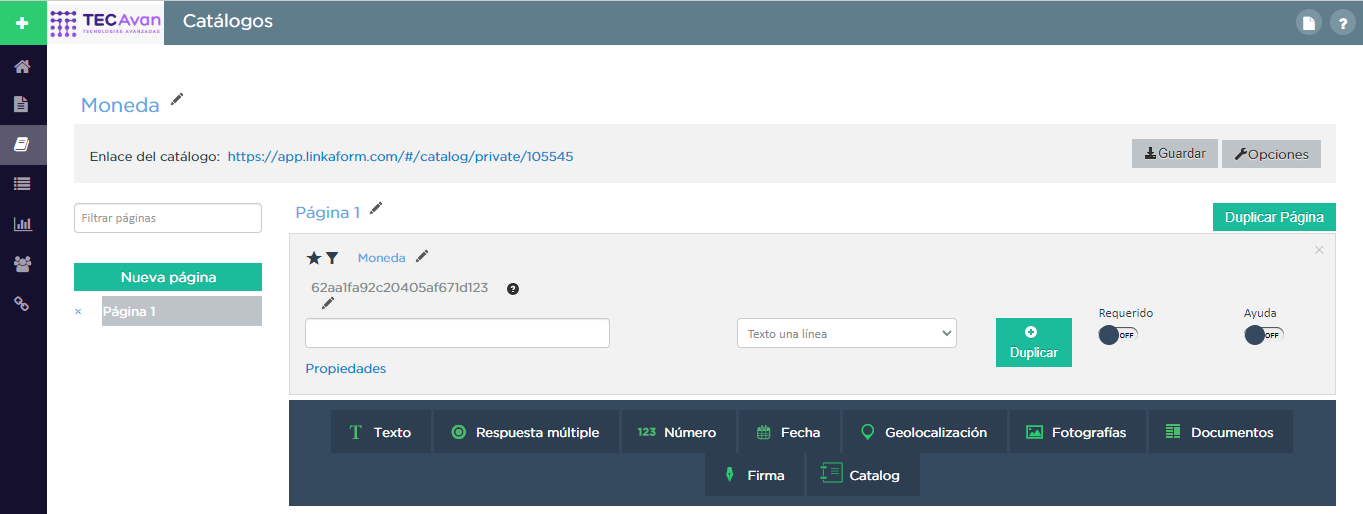 TECAvan
TECNOLOGÍAS AVANZADAS
Catálogos
?
Moneda
Enlace del catálogo: https://app.linkaform.com/#/catalog/private/105545
Guardar
Opciones
Filtrar páginas
Nueva página
× Página 1
Página 1
Duplicar Página
×
Moneda
62aa1fa92c20405af671d123 ?
Texto una línea
Duplicar
Requerido
OFF
Ayuda
OFF
Propiedades
T Texto
Respuesta múltiple
123 Número
Fecha
Geolocalización
Fotografías
Documentos
Firma
Catalog